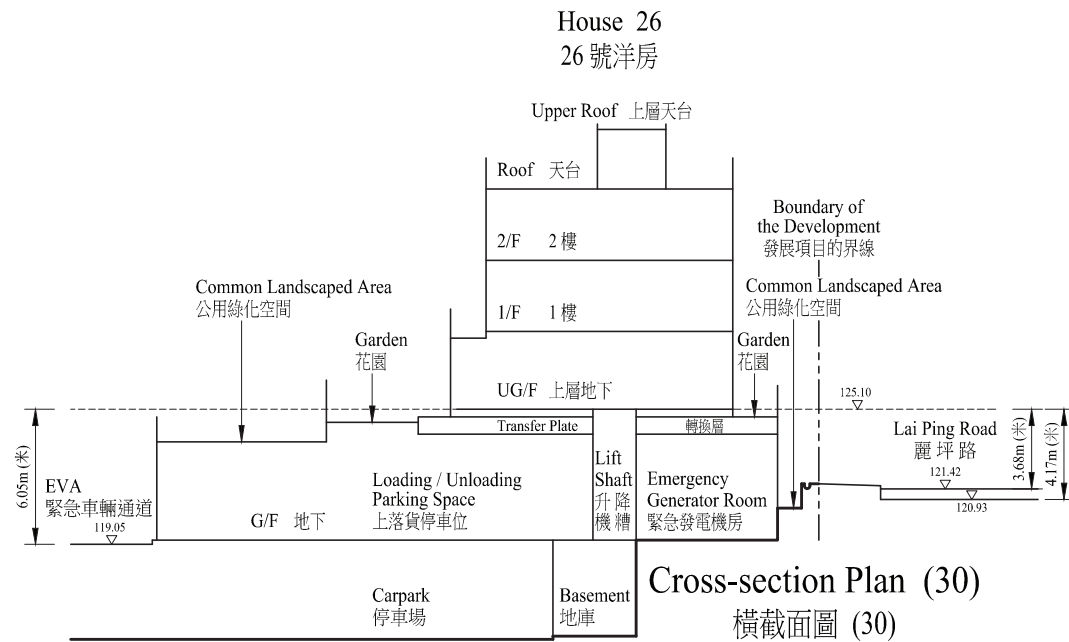 House 26
26 號洋房
Upper Roof 上層天台
Roof 天台
Boundary of
the Development
發展項目的界線
2/F 2 樓
Common Landscaped Area
公用綠化空間
Common Landscaped Area
公用綠化空間
1/F 1 樓
Garden
花園
Garden
花園
UG/F 上層地下
125.10
Transfer Plate
轉換層
Lai Ping Road
麗坪路
121.42
120.93
3.68m (米)
4.17m (米)
6.05m (米)
EVA
緊急車輛通道
119.05
Loading / Unloading
Parking Space
上落貨停車位
Lift
Shaft
升降
機糟
Emergency
Generator Room
緊急發電機房
G/F 地下
Carpark
停車場
Basement
地庫
Cross-section Plan (30)
橫截面圖 (30)